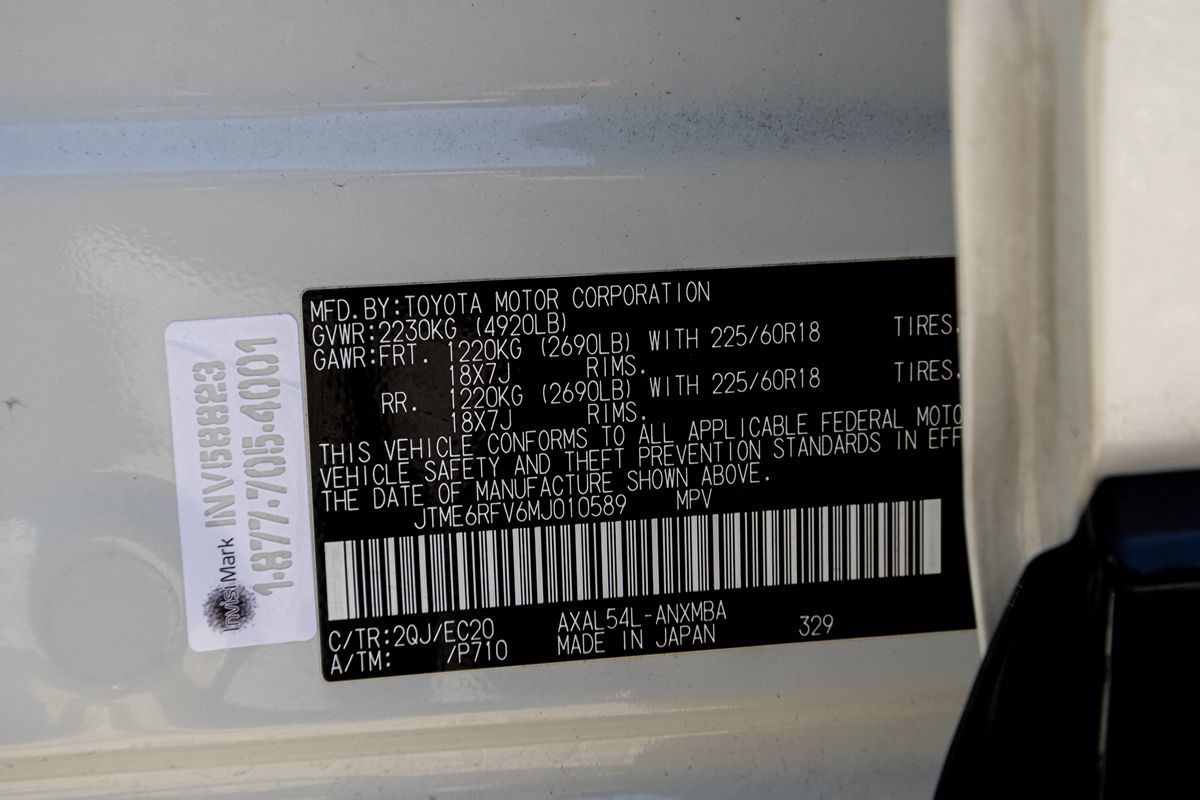 MFD.BY:TOYOTA MOTOR CORPORATION
GVWR:2230KG (4920LB)
GAWR:FRT. 1220KG (2690LB) WITH 225/60R18 TIRES,
18X7J RIMS.
RR. 1220KG (2690LB) WITH 225/60R18 TIRES,
18X7J RIMS.
THIS VEHICLE CONFORMS TO ALL APPLICABLE FEDERAL MOTO
VEHICLE SAFETY AND THEFT PREVENTION STANDARDS IN EFF
THE DATE OF MANUFACTURE SHOWN ABOVE.
JTME6RFV6MJ010589 MPV
C/TR:2QJ/EC20 AXAL54L-ANXMBA 329
A/TM: /P710 MADE IN JAPAN
InvisiMark INV58823
1-877-705-4001